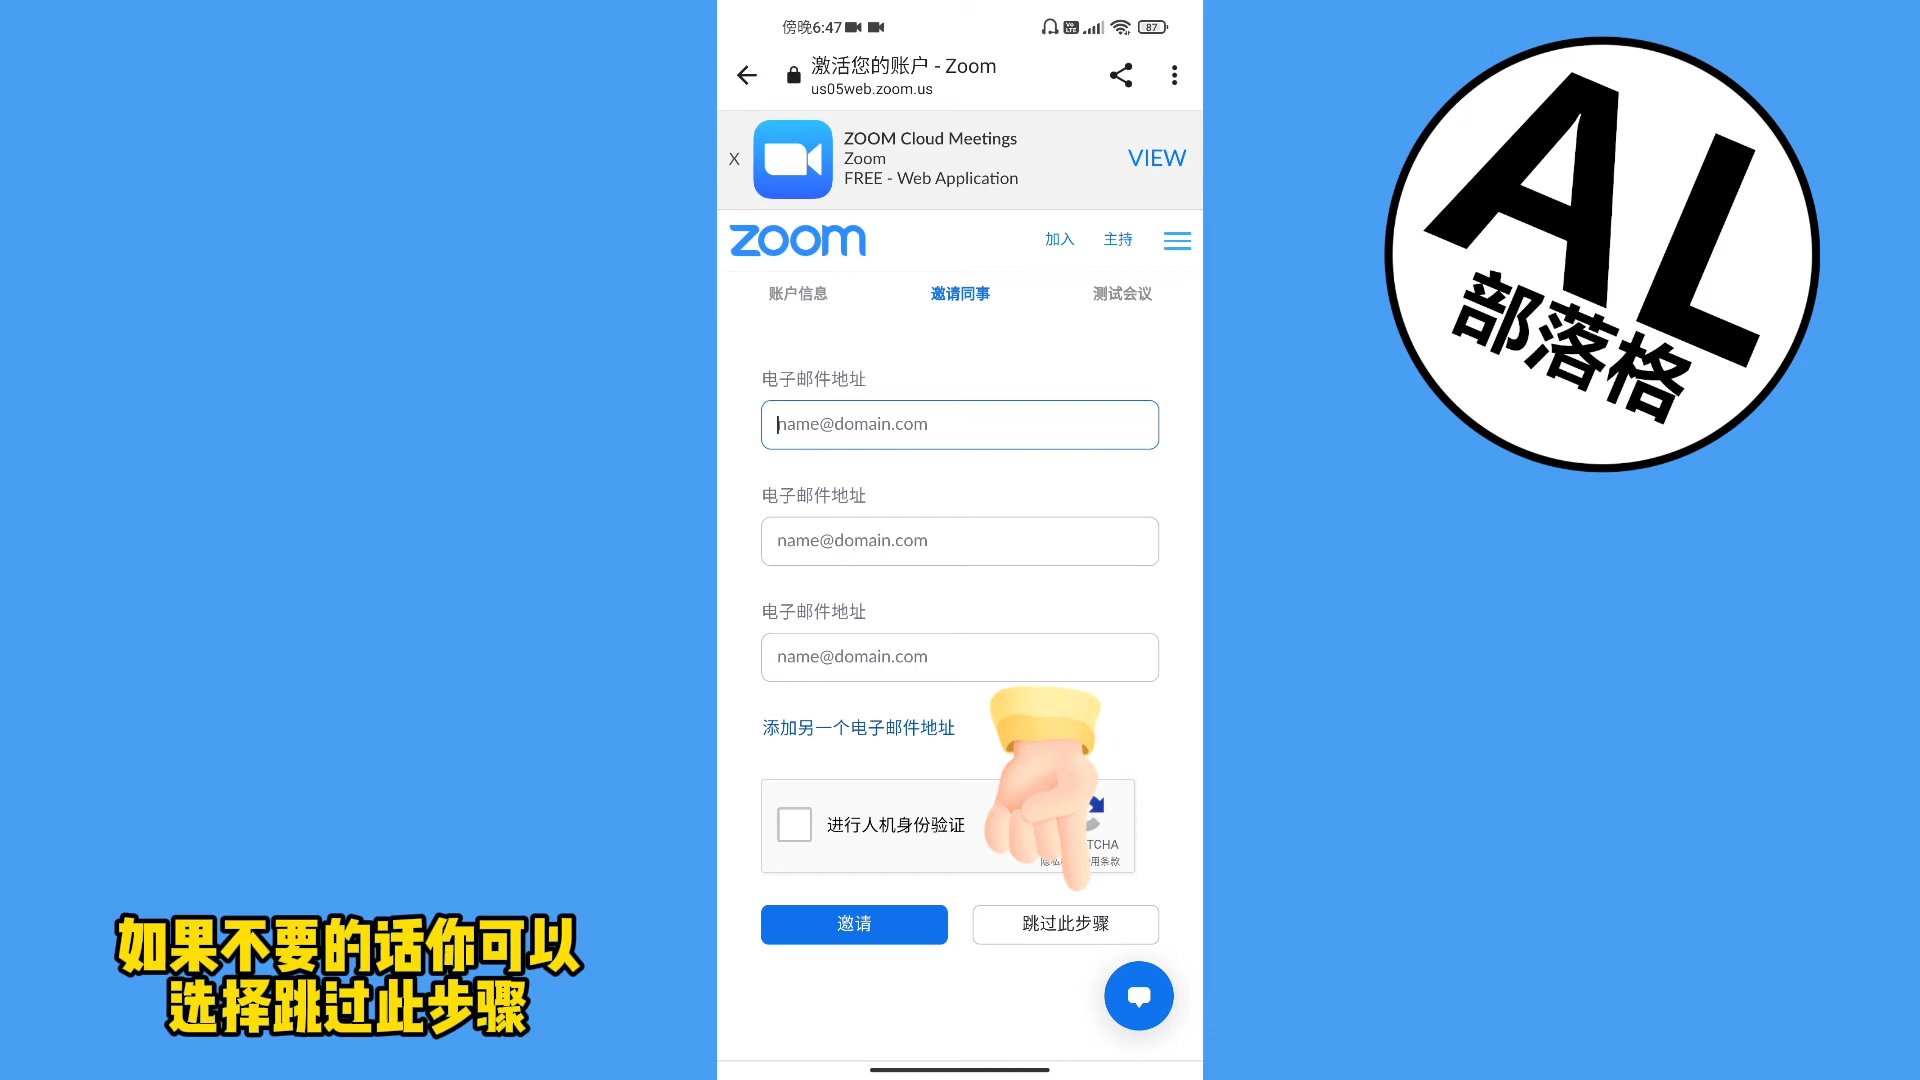 傍晚6:47
87
激活您的账户 - Zoom
us05web.zoom.us
X
ZOOM Cloud Meetings
Zoom
FREE - Web Application
VIEW
zoom
加入
主持
账户信息
邀请同事
测试会议
电子邮件地址
name@domain.com
电子邮件地址
name@domain.com
电子邮件地址
name@domain.com
添加另一个电子邮件地址
进行人机身份验证
TCHA
用条款
邀请
跳过此步骤
如果不要的话你可以
选择跳过此步骤
AL
部落格